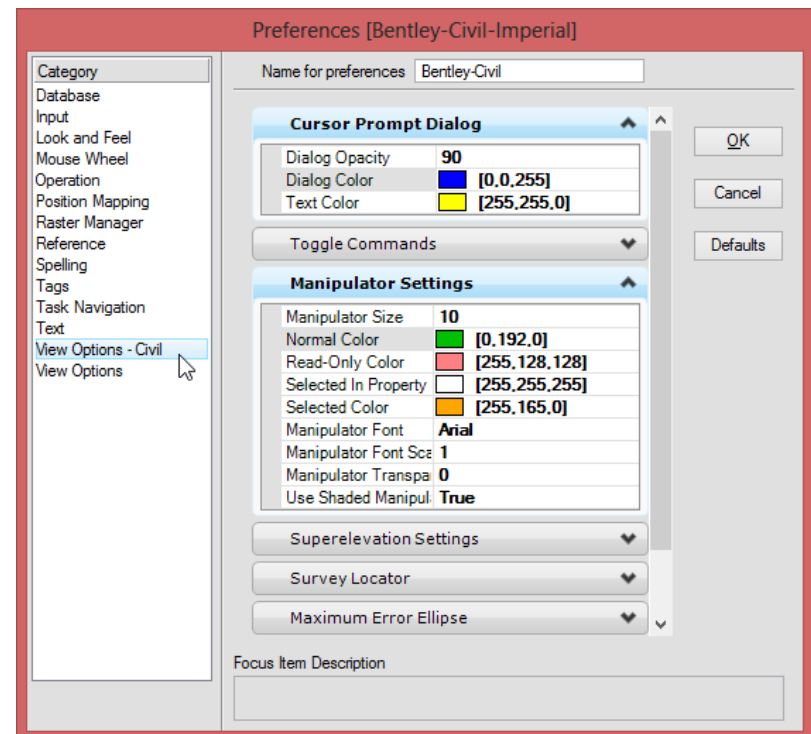 Preferences [Bentley-Civil-Imperial]
Category
Database
Input
Look and Feel
Mouse Wheel
Operation
Position Mapping
Raster Manager
Reference
Spelling
Tags
Task Navigation
Text
View Options - Civil
View Options
Name for preferences Bentley-Civil
Cursor Prompt Dialog
Dialog Opacity 90
Dialog Color [0,0,255]
Text Color [255,255,0]
Toggle Commands
Manipulator Settings
Manipulator Size 10
Normal Color [0,192,0]
Read-Only Color [255,128,128]
Selected In Property [255,255,255]
Selected Color [255,165,0]
Manipulator Font Arial
Manipulator Font Sca 1
Manipulator Transpa 0
Use Shaded Manipul True
Superelevation Settings
Survey Locator
Maximum Error Ellipse
OK
Cancel
Defaults
Focus Item Description